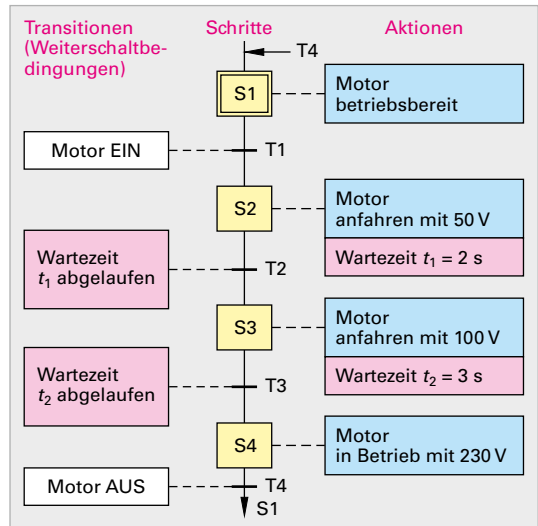 Transitionen
(Weiterschaltbe-
dingungen)
Schritte
Aktionen
T4
S1
Motor
betriebsbereit
Motor EIN
T1
S2
Motor
anfahren mit 50 V
Wartezeit t₁ = 2 s
Wartezeit
t₁ abgelaufen
T2
S3
Motor
anfahren mit 100 V
Wartezeit t₂ = 3 s
Wartezeit
t₂ abgelaufen
T3
S4
Motor
in Betrieb mit 230 V
Motor AUS
T4
S1